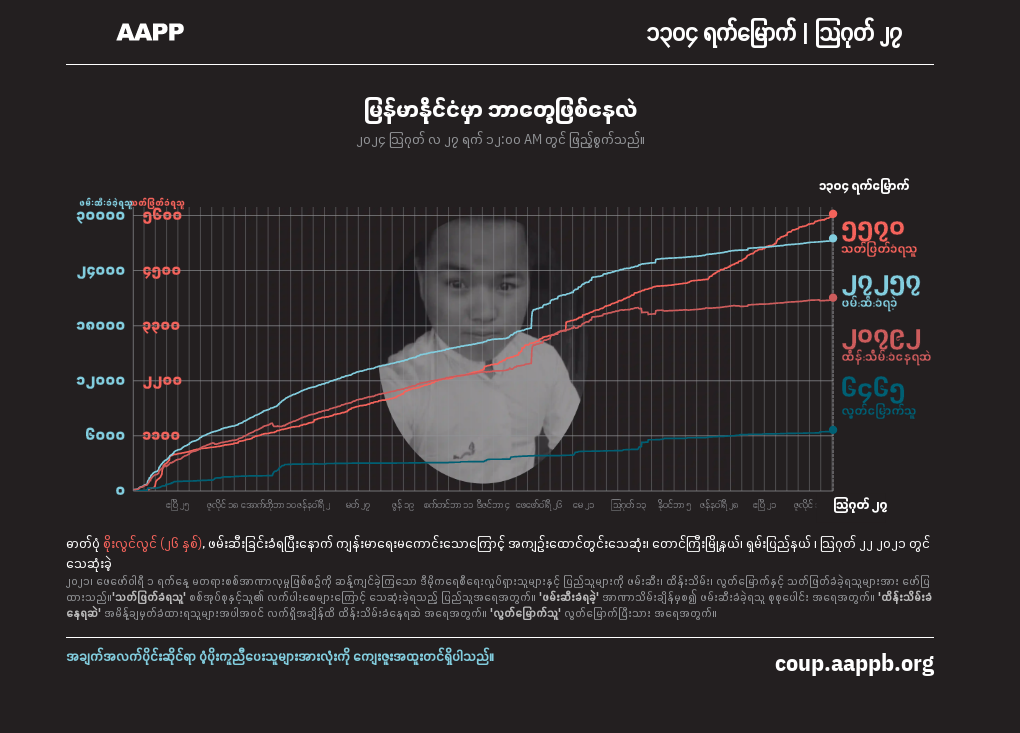 AAPP
၁၃၀၄ ရက်မြောက် | ဩဂုတ် ၂၇
မြန်မာနိုင်ငံမှာ ဘာတွေဖြစ်နေလဲ
၂၀၂၄ ဩဂုတ် လ ၂၇ ရက် ၁၂:၀၀ AM တွင် ဖြည့်စွက်သည်။
၁၃၀၄ ရက်မြောက်
ဖမ်းဆီးခံခဲ့ရသူ
သတ်ဖြတ်ခံရသူ
၃၀၀၀၀ ၅၆၀၀
၂၄၀၀၀ ၄၅၀၀
၁၈၀၀၀ ၃၃၀၀
၁၂၀၀၀ ၂၂၀၀
၆၀၀၀ ၁၁၀၀
၀
၅၅၇၀
သတ်ဖြတ်ခံရသူ
၂၇၂၅၇
ဖမ်းဆီးခံရခဲ့
၂၀၇၉၂
ထိန်းသိမ်းခံနေရဆဲ
၆၄၆၅
လွတ်မြောက်သူ
ဧပြီ ၂၅ ဇူလိုင် ၁၈ အောက်တိုဘာ ၁၀ ဇန်နဝါရီ ၂ မတ် ၂၇ ဇွန် ၁၉ စက်တင်ဘာ ၁၁ ဒီဇင်ဘာ ၄ ဖေဖော်ဝါရီ ၂၆ မေ ၂၁ ဩဂုတ် ၁၃ နိုဝင်ဘာ ၅ ဇန်နဝါရီ ၂၈ ဧပြီ ၂၁ ဇူလိုင် ဩဂုတ် ၂၇
ဓာတ်ပုံ စိုးလွင်လွင် (၂၆ နှစ်), ဖမ်းဆီးခြင်းခံရပြီးနောက် ကျန်းမာရေးမကောင်းသောကြောင့် အကျဉ်းထောင်တွင်းသေဆုံး၊ တောင်ကြီးမြို့နယ်၊ ရှမ်းပြည်နယ် ၊ ဩဂုတ် ၂၂ ၂၀၂၁ တွင်
သေဆုံးခဲ့
၂၀၂၁၊ ဖေဖော်ဝါရီ ၁ ရက်နေ့ မတရားစစ်အာဏာလုမှုဖြစ်စဉ်ကို ဆန့်ကျင်ခဲ့ကြသော ဒီမိုကရေစီရေးလှုပ်ရှားသူများနှင့် ပြည်သူများကို ဖမ်းဆီး၊ ထိန်းသိမ်း၊ လွတ်မြောက်နှင့် သတ်ဖြတ်ခံခဲ့ရသူများအား ဖော်ပြ
ထားသည်။'သတ်ဖြတ်ခံရသူ' စစ်အုပ်စုနှင့်သူ၏ လက်ပါးစေများကြောင့် သေဆုံးခဲ့ရသည့် ပြည်သူအရေအတွက်။ 'ဖမ်းဆီးခံရခဲ့' အာဏာသိမ်းချိန်မှစ၍ ဖမ်းဆီးခံခဲ့ရသူ စုစုပေါင်း အရေအတွက်။ 'ထိန်းသိမ်းခံ
နေရဆဲ' အမိန့်ချမှတ်ခံထားရသူများအပါအဝင် လက်ရှိအချိန်ထိ ထိန်းသိမ်းခံနေရဆဲ အရေအတွက်။ 'လွတ်မြောက်သူ' လွတ်မြောက်ပြီးသား အရေအတွက်။
အချက်အလက်ပိုင်းဆိုင်ရာ ပံ့ပိုးကူညီပေးသူများအားလုံးကို ကျေးဇူးအထူးတင်ရှိပါသည်။
coup.aappb.org